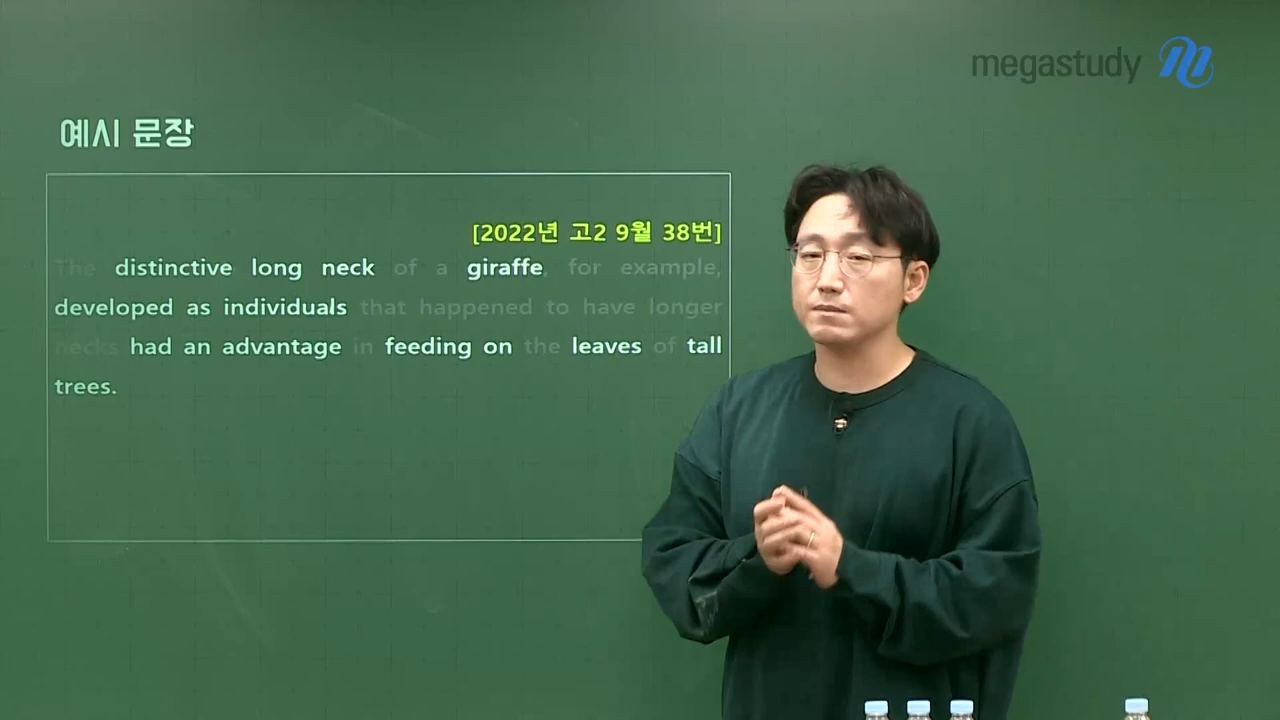 megastudy
예시 문장
[2022년 고2 9월 38번]
The distinctive long neck of a giraffe, for example,
developed as individuals that happened to have longer
necks had an advantage in feeding on the leaves of tall
trees.